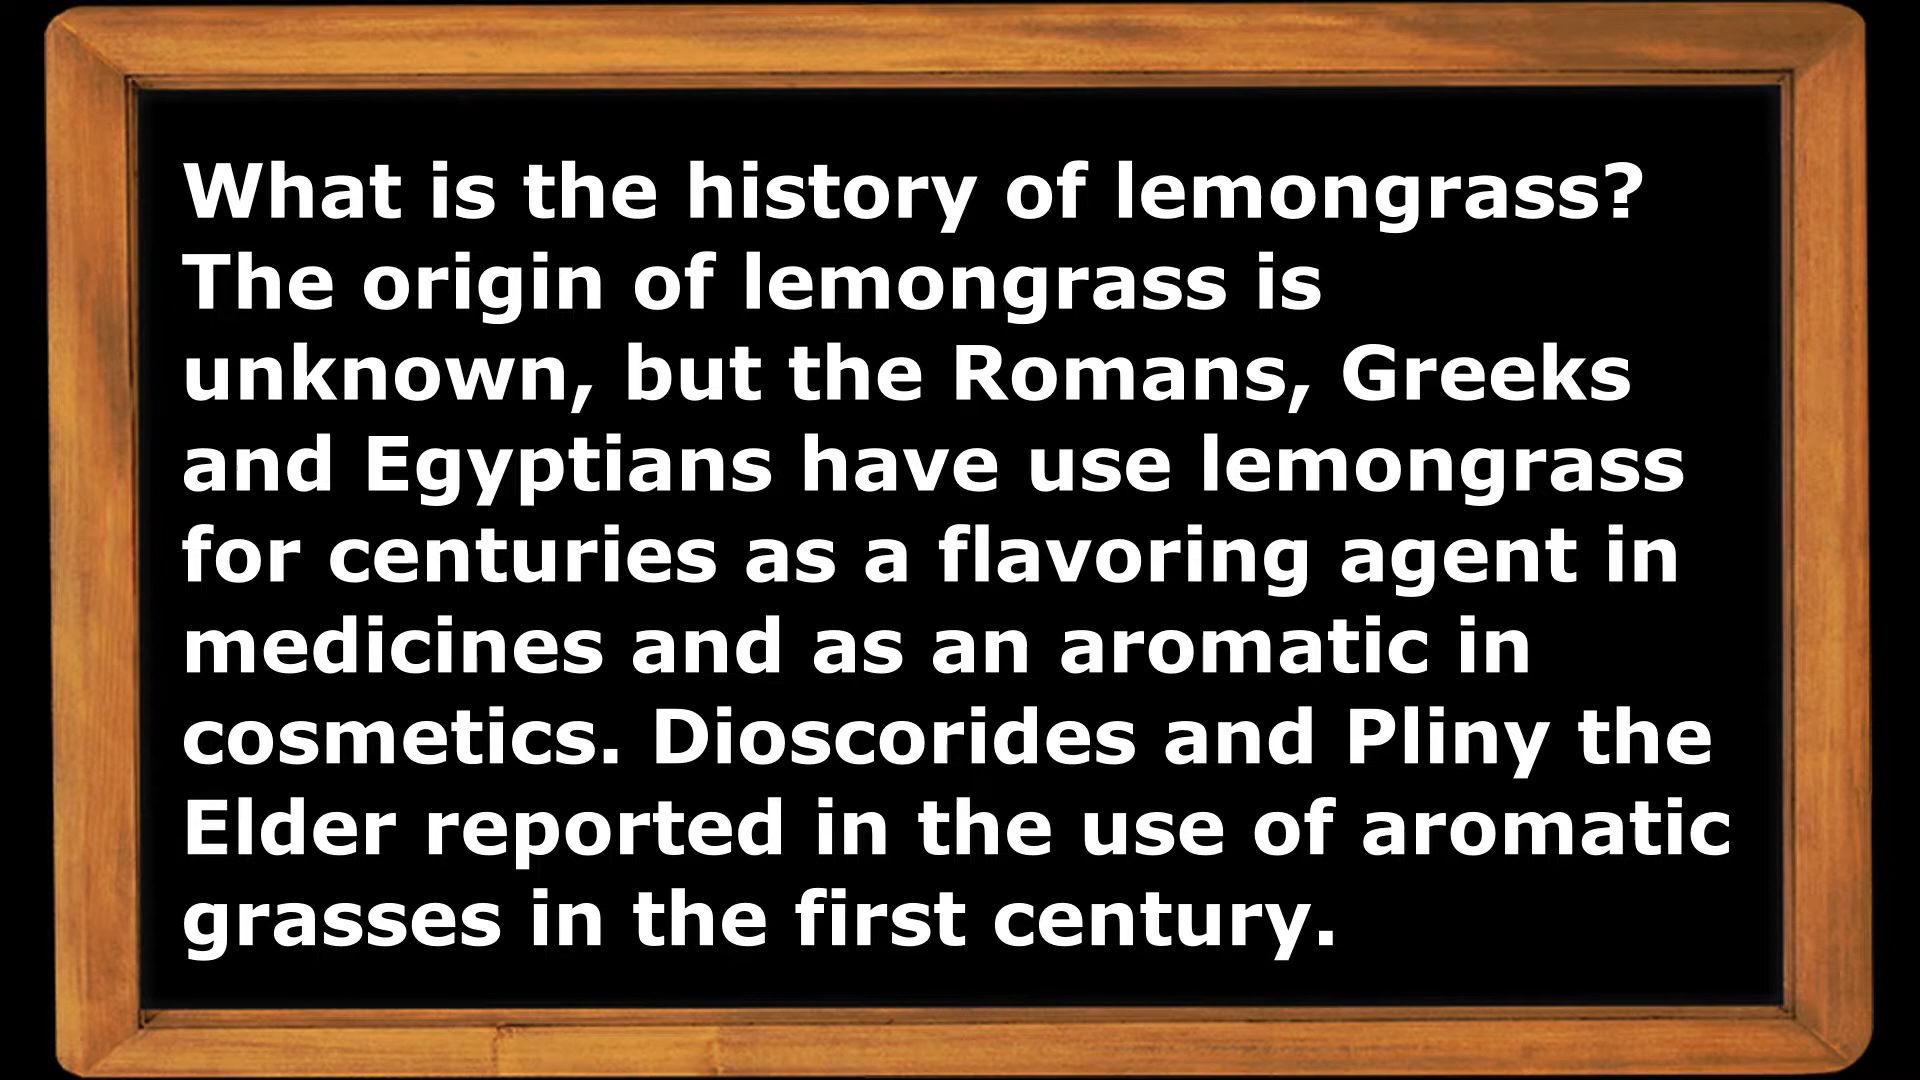 What is the history of lemongrass?
The origin of lemongrass is
unknown, but the Romans, Greeks
and Egyptians have use lemongrass
for centuries as a flavoring agent in
medicines and as an aromatic in
cosmetics. Dioscorides and Pliny the
Elder reported in the use of aromatic
grasses in the first century.